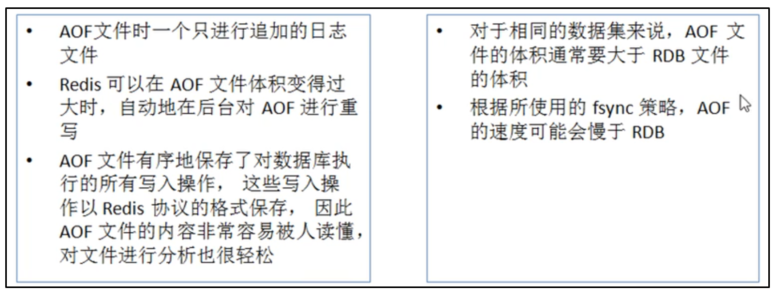 • AOF文件时一个只进行追加的日志
文件
• Redis 可以在 AOF 文件体积变得过
大时，自动地在后台对 AOF 进行重
写
• AOF 文件有序地保存了对数据库执
行的所有写入操作， 这些写入操
作以 Redis 协议的格式保存， 因此
AOF 文件的内容非常容易被人读懂，
对文件进行分析也很轻松
• 对于相同的数据集来说，AOF 文
件的体积通常要大于 RDB 文件
的体积
• 根据所使用的 fsync 策略，AOF
的速度可能会慢于 RDB